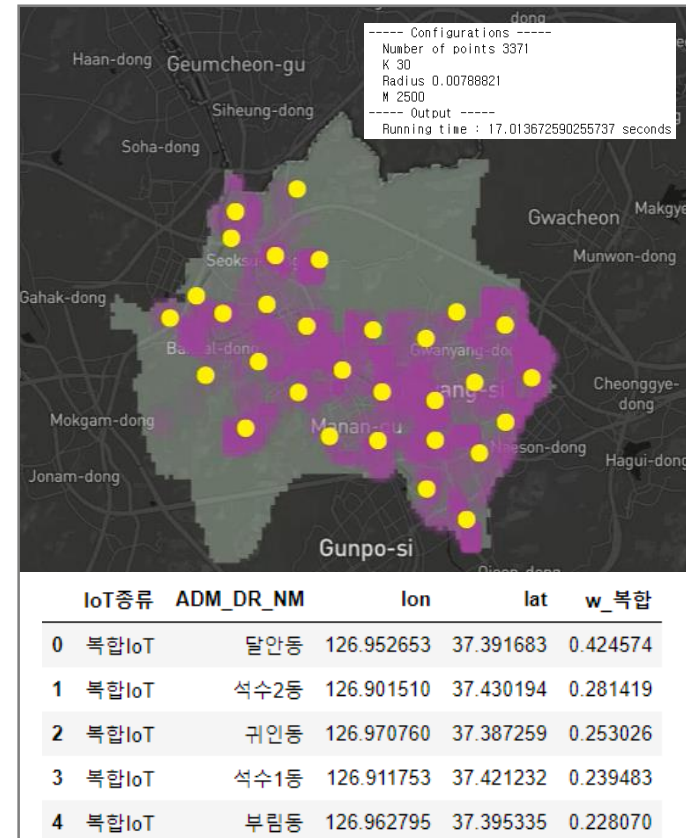 dong
----- Configurations -----
Number of points 3371
K 30
Radius 0.00788821
M 2500
----- Output -----
Running time : 17.013672590255737 seconds
Haan-dong
Geumcheon-gu
Siheung-dong
Soha-dong
Gwacheon
Makgye
Munwon-dong
Seoksu
Gahak-dong
Gwanyang-do
ang-si
Cheonggye-
dong
Mokgam-dong
Manan-gu
Naeson-dong
Hagui-dong
Jonam-dong
Gunpo-si
IoT종류 ADM_DR_NM lon lat w_복합
0 복합IoT 달안동 126.952653 37.391683 0.424574
1 복합IoT 석수2동 126.901510 37.430194 0.281419
2 복합IoT 귀인동 126.970760 37.387259 0.253026
3 복합IoT 석수1동 126.911753 37.421232 0.239483
4 복합IoT 부림동 126.962795 37.395335 0.228070